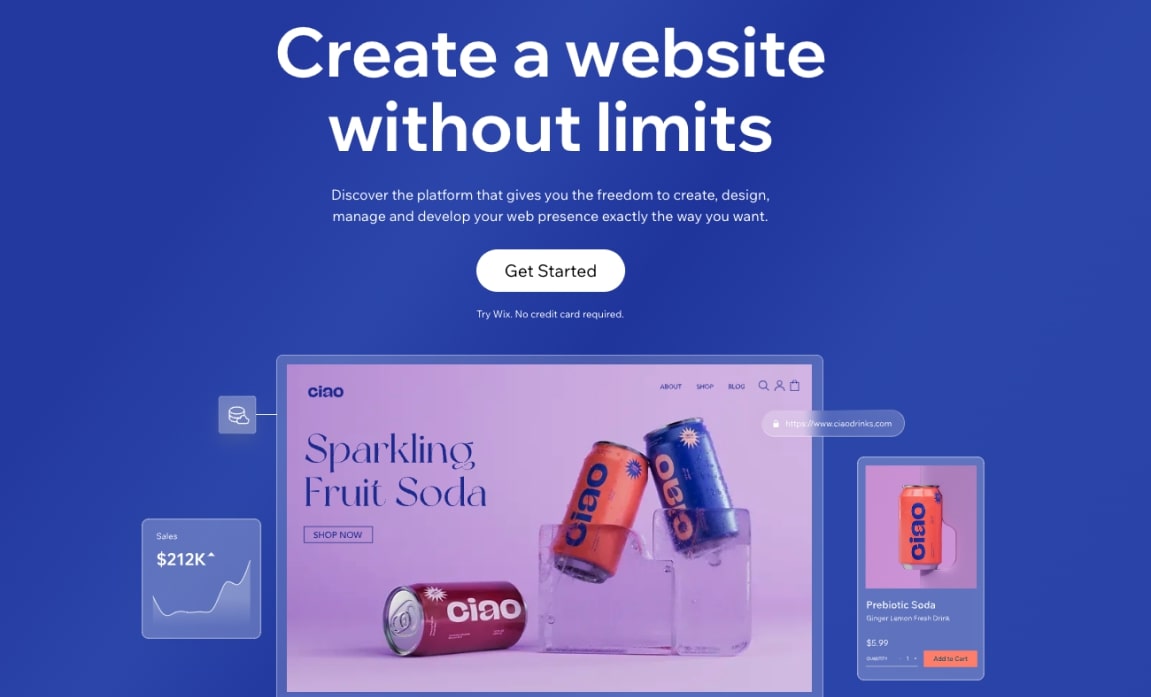 Create a website
without limits
Discover the platform that gives you the freedom to create, design,
manage and develop your web presence exactly the way you want.
Get Started
Try Wix. No credit card required.
ciao
ABOUT SHOP BLOG
https://www.ciaodrinks.com
Sparkling
Fruit Soda
SHOP NOW
ciao
ciao
ciao
Sales
$212K
ciao
Prebiotic Soda
Ginger Lemon Fresh Drink
$5.99
- 1 +
Add to Cart